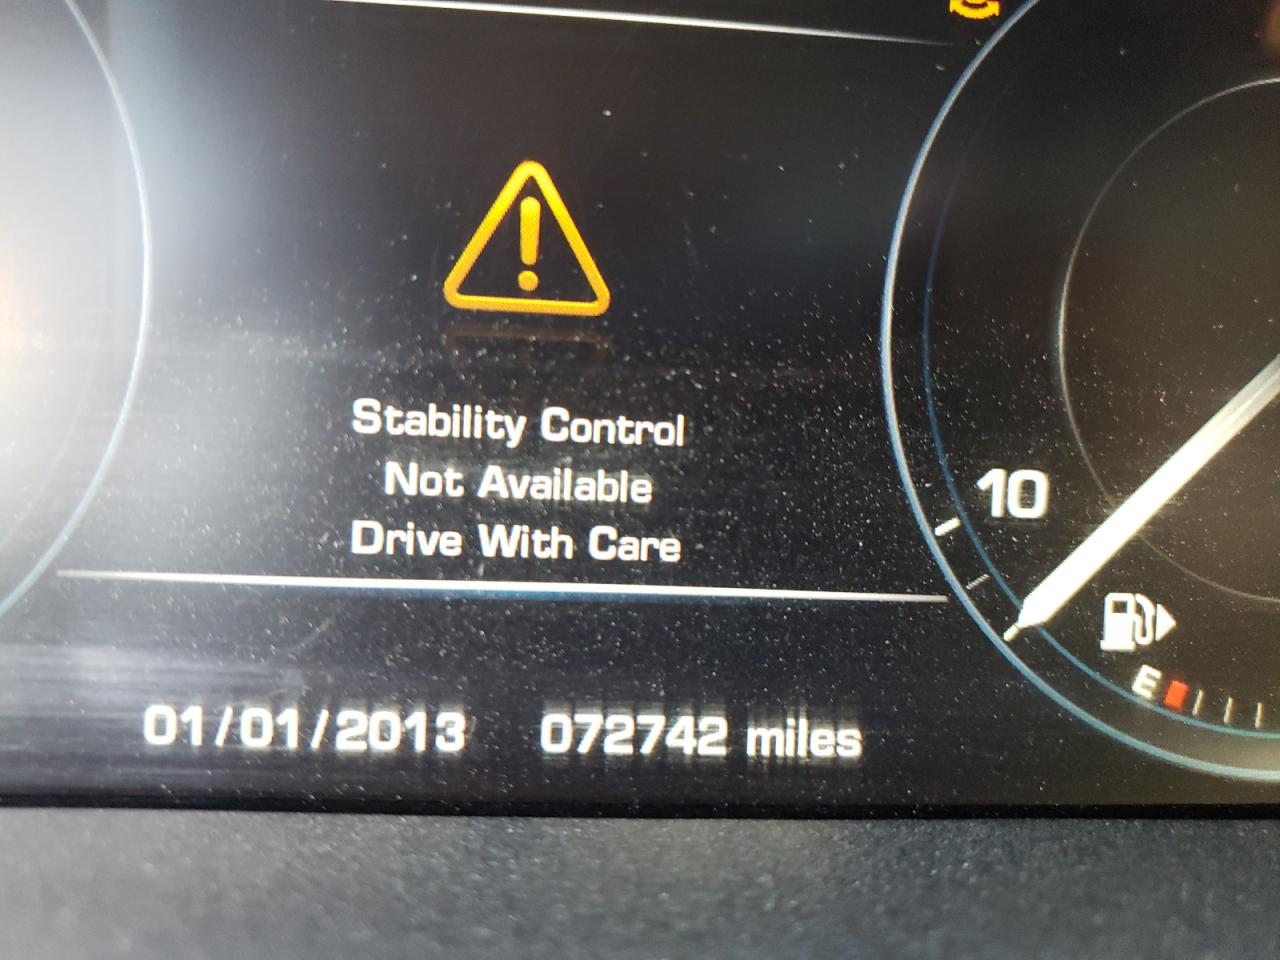 Stability Control
Not Available
Drive With Care
10
E
01/01/2013 072742 miles